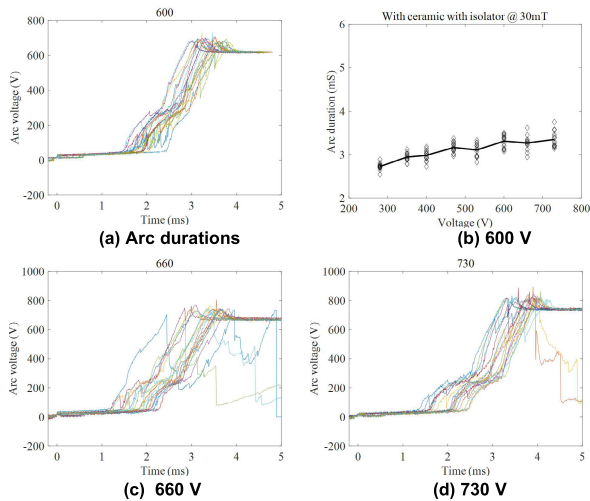 600
Arc voltage (V)
800
600
400
200
0
-200
0 1 2 3 4 5
Time (ms)
(a) Arc durations
With ceramic with isolator @ 30mT
Arc duration (mS)
6
5
4
3
2
200 300 400 500 600 700 800
Voltage (V)
(b) 600 V
660
Arc voltage (V)
1000
800
600
400
200
0
-200
0 1 2 3 4 5
Time (ms)
(c) 660 V
730
Arc voltage (V)
1000
800
600
400
200
0
-200
0 1 2 3 4 5
Time (ms)
(d) 730 V